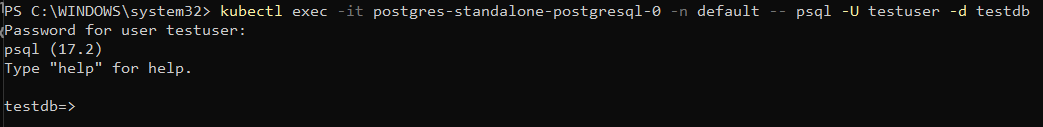 PS C:\WINDOWS\system32> kubectl exec -it postgres-standalone-postgresql-0 -n default -- psql -U testuser -d testdb
Password for user testuser:
psql (17.2)
Type "help" for help.
testdb=>